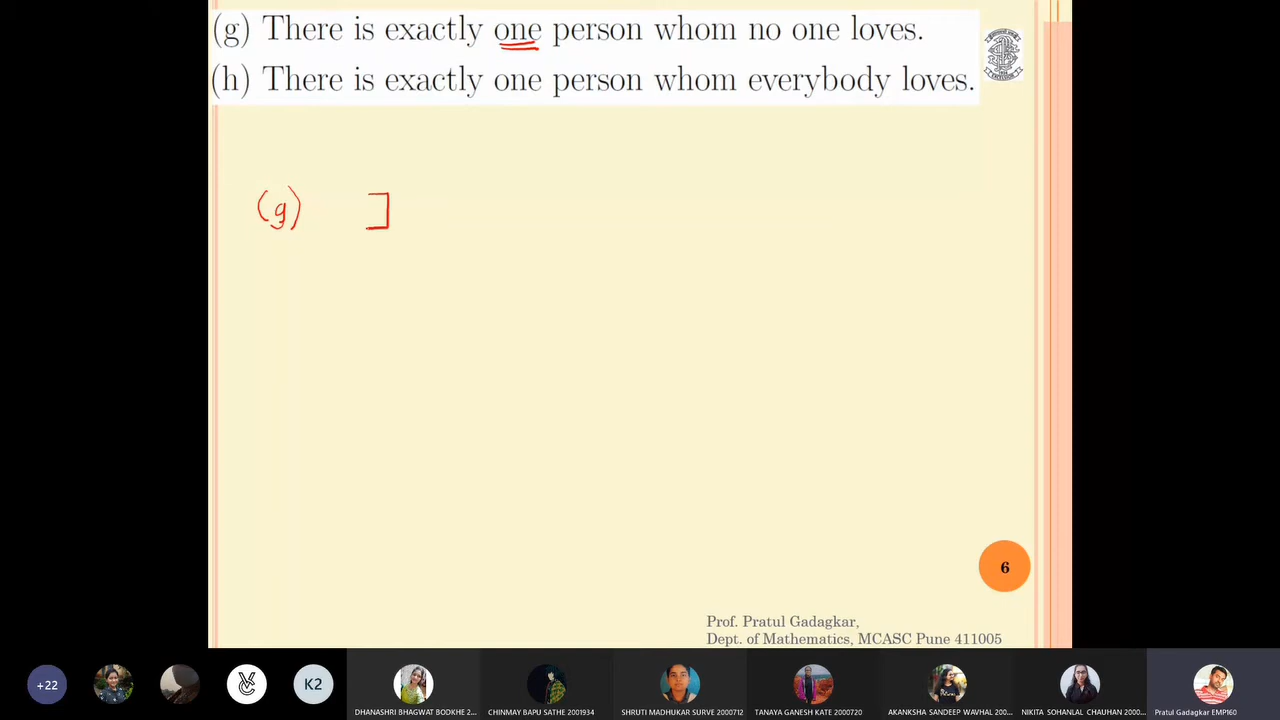 (g) There is exactly one person whom no one loves.
(h) There is exactly one person whom everybody loves.
(g) ∃
6
Prof. Pratul Gadagkar,
Dept. of Mathematics, MCASC Pune 411005
+22
K2
DHANASHRI BHAGWAT BODKHE 2...
CHINMAY BAPU SATHE 2001934
SHRUTI MADHUKAR SURVE 2000712
TANAYA GANESH KATE 2000720
AKANKSHA SANDEEP WAVHAL 200...
NIKITA SOHANLAL CHAUHAN 2000...
Pratul Gadagkar EMP160